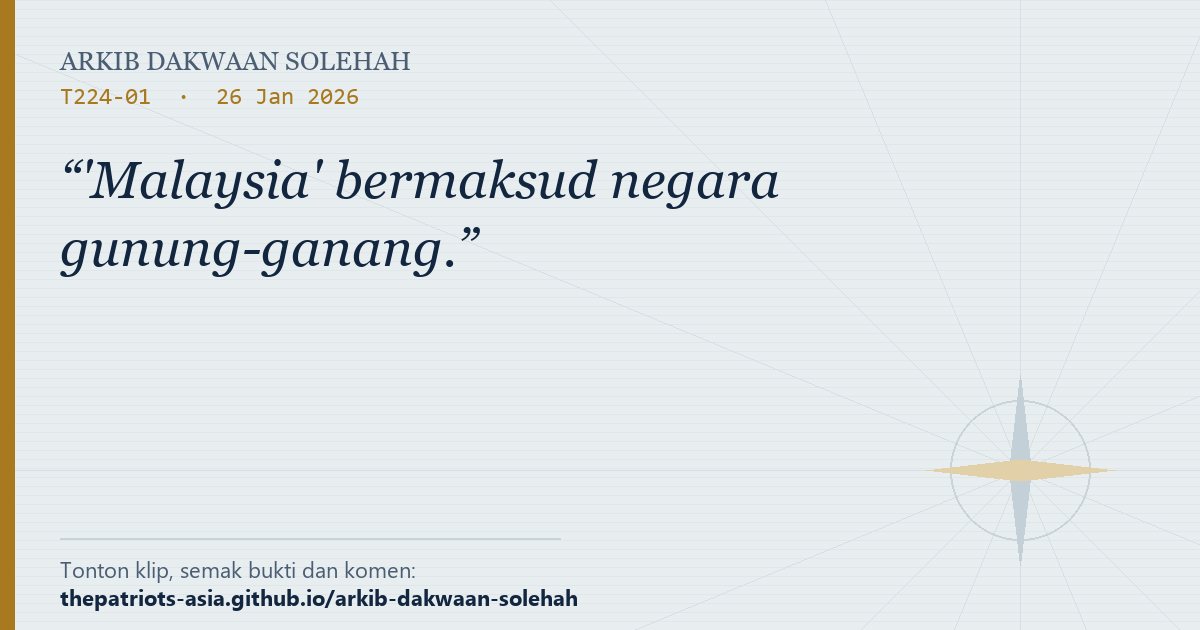 ARKIB DAKWAAN SOLEHAH
T224-01 · 26 Jan 2026
“'Malaysia' bermaksud negara
gunung-ganang.”
Tonton klip, semak bukti dan komen:
thepatriots-asia.github.io/arkib-dakwaan-solehah